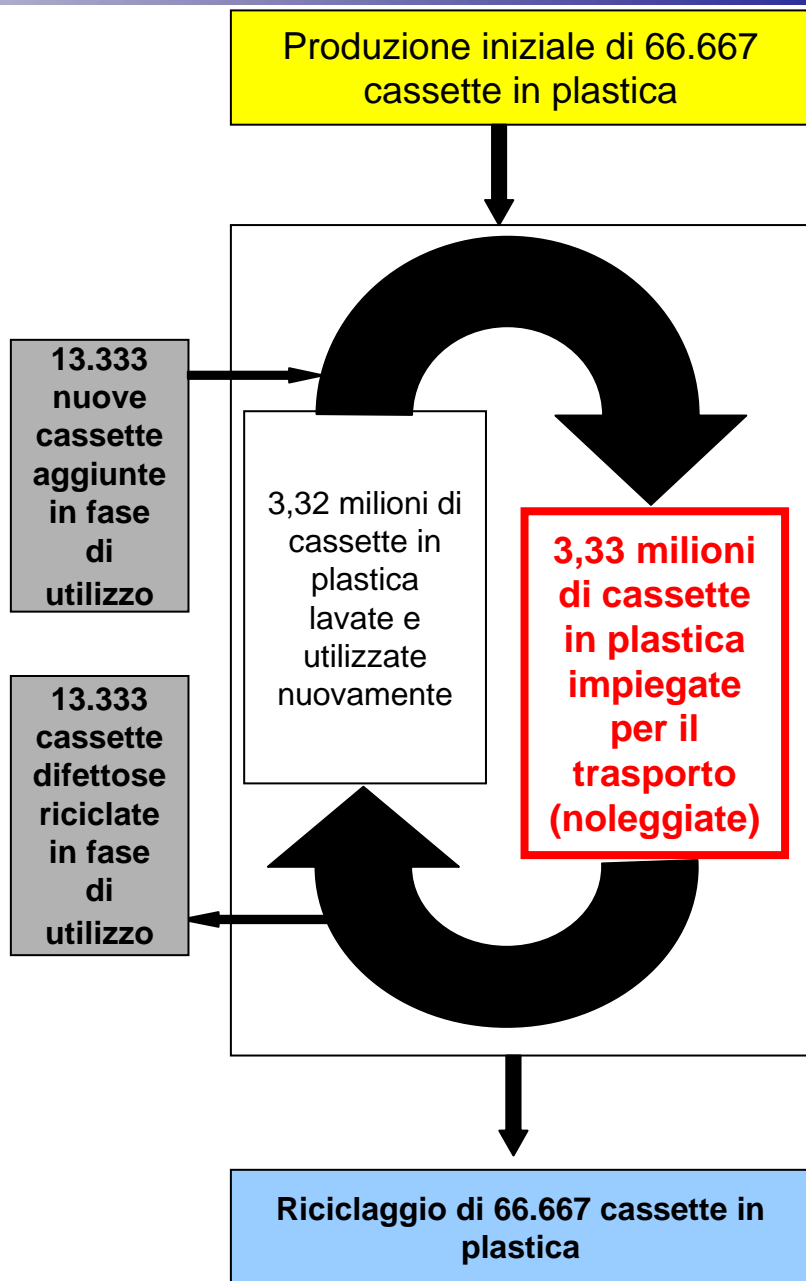 Produzione iniziale di 66.667
cassette in plastica
13.333
nuove
cassette
aggiunte
in fase
di
utilizzo
3,32 milioni di
cassette in
plastica
lavate e
utilizzate
nuovamente
3,33 milioni
di cassette
in plastica
impiegate
per il
trasporto
(noleggiate)
13.333
cassette
difettose
riciclate
in fase
di
utilizzo
Riciclaggio di 66.667 cassette in
plastica